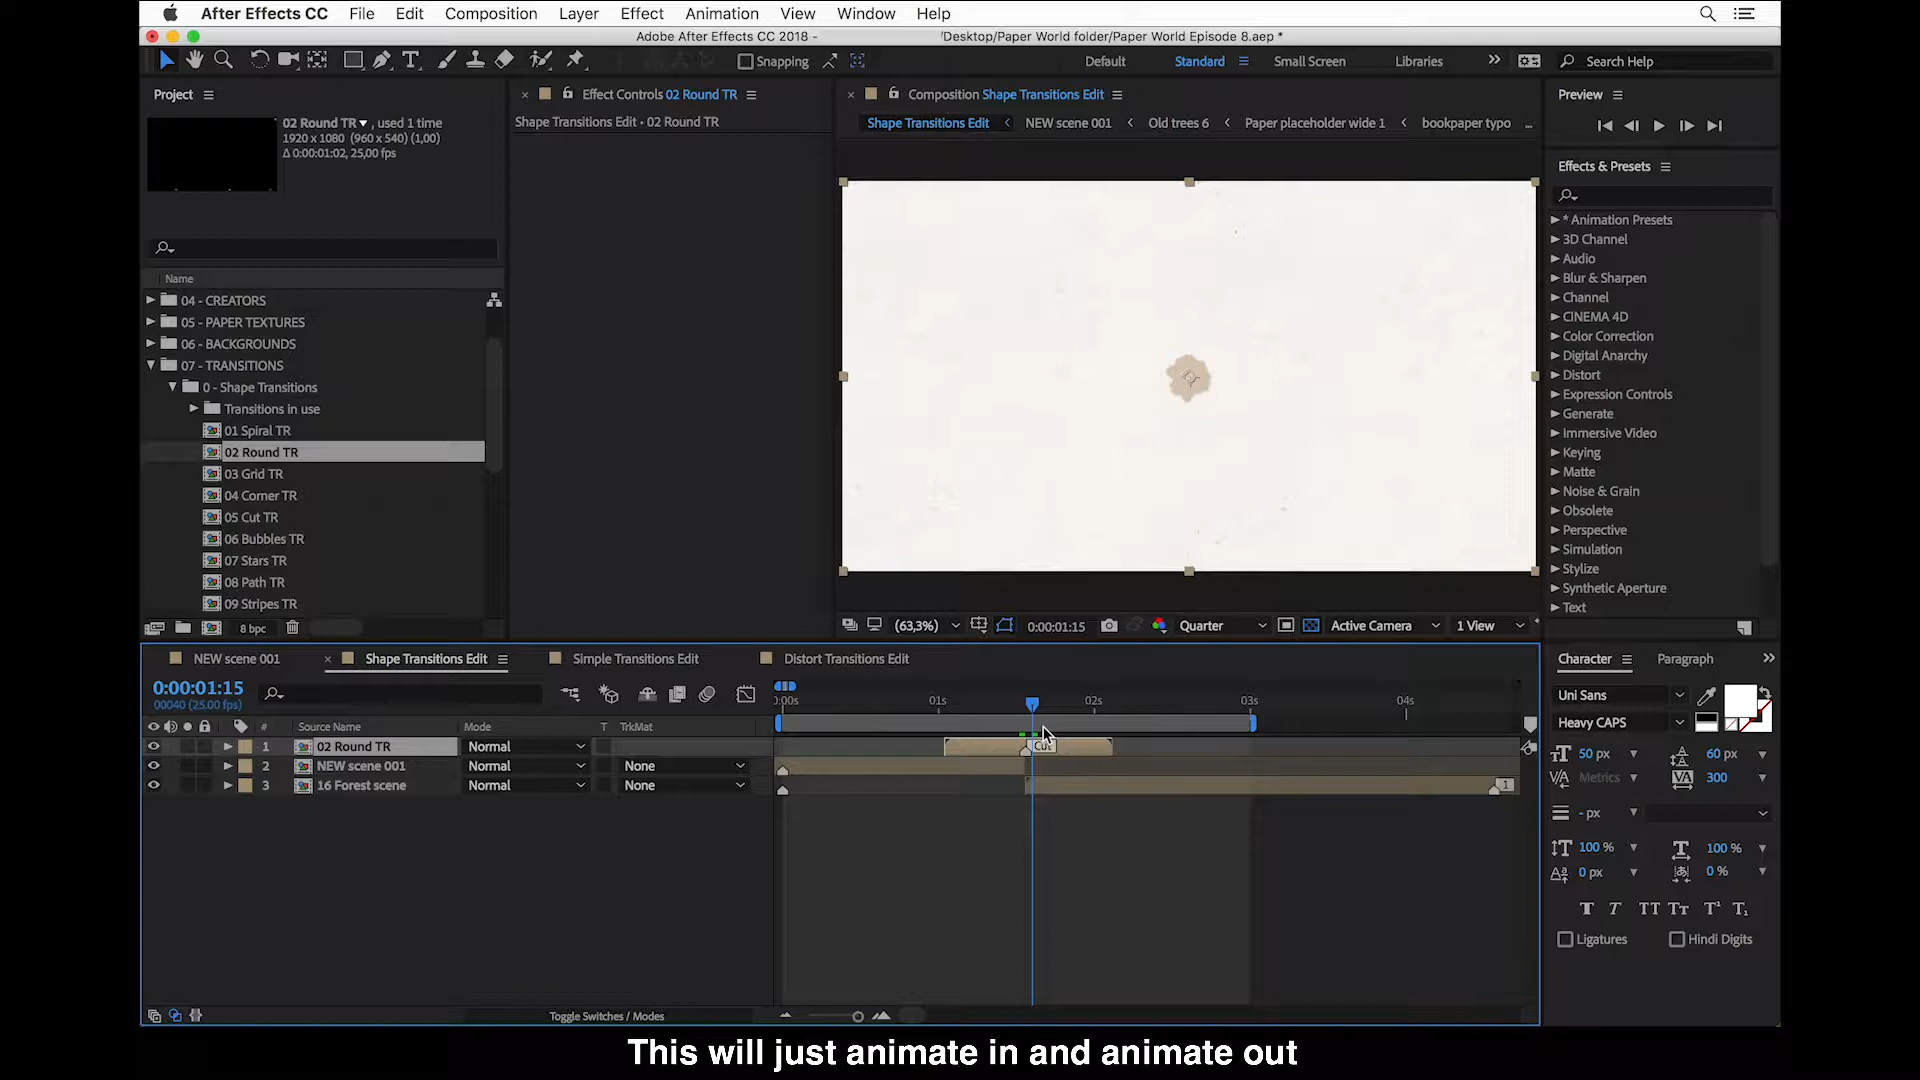 After Effects CC File Edit Composition Layer Effect Animation View Window Help
Adobe After Effects CC 2018 - /Desktop/Paper World folder/Paper World Episode 8.aep *
Snapping Default Standard Small Screen Libraries Search Help
Project
02 Round TR , used 1 time
1920 x 1080 (960 x 540) (1,00)
Δ 0:00:01:02, 25,00 fps
Name
04 - CREATORS
05 - PAPER TEXTURES
06 - BACKGROUNDS
07 - TRANSITIONS
0 - Shape Transitions
Transitions in use
01 Spiral TR
02 Round TR
03 Grid TR
04 Corner TR
05 Cut TR
06 Bubbles TR
07 Stars TR
08 Path TR
09 Stripes TR
8 bpc
Effect Controls 02 Round TR
Shape Transitions Edit • 02 Round TR
Composition Shape Transitions Edit
Shape Transitions Edit NEW scene 001 Old trees 6 Paper placeholder wide 1 bookpaper typo ...
(63,3%) 0:00:01:15 Quarter Active Camera 1 View
Preview
Effects & Presets
* Animation Presets
3D Channel
Audio
Blur & Sharpen
Channel
CINEMA 4D
Color Correction
Digital Anarchy
Distort
Expression Controls
Generate
Immersive Video
Keying
Matte
Noise & Grain
Obsolete
Perspective
Simulation
Stylize
Synthetic Aperture
Text
NEW scene 001 Shape Transitions Edit Simple Transitions Edit Distort Transitions Edit
0:00:01:15
00040 (25.00 fps)
:00s 01s 02s 03s 04s
# Source Name Mode T TrkMat
1 02 Round TR Normal
2 NEW scene 001 Normal None
3 16 Forest scene Normal None
1
Toggle Switches / Modes
Character Paragraph
Uni Sans
Heavy CAPS
50 px 60 px
Metrics 300
- px
100 % 100 %
0 px 0 %
T T TT Tr T¹ T₁
Ligatures Hindi Digits
This will just animate in and animate out